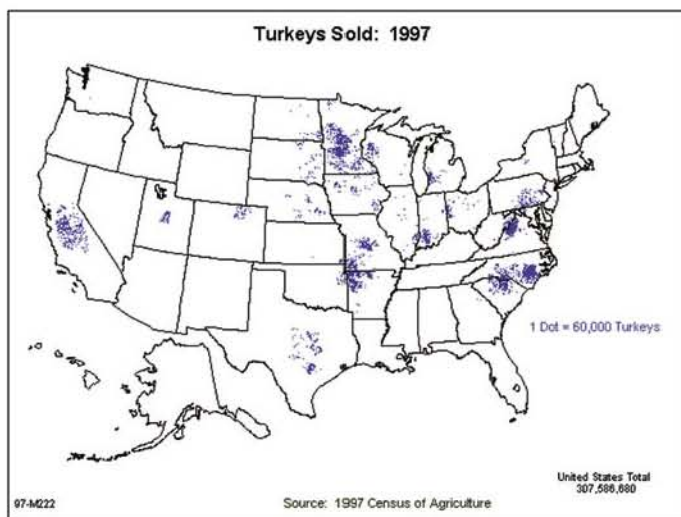 Turkeys Sold: 1997
1 Dot = 60,000 Turkeys
United States Total
307,586,680
97-M222
Source: 1997 Census of Agriculture